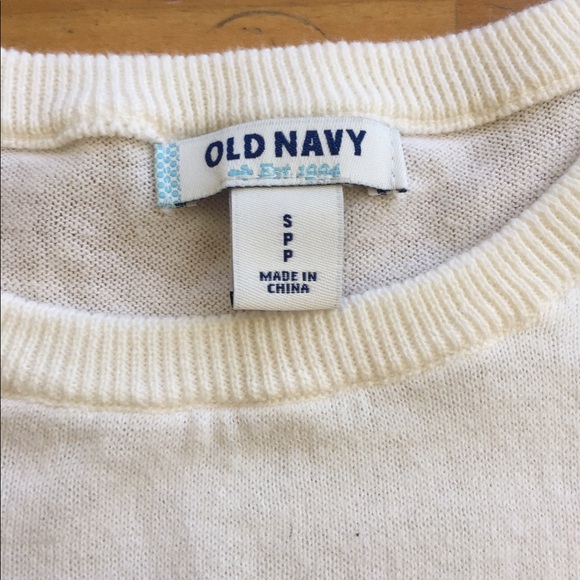 OLD NAVY
Est 1994
S
P
P
MADE IN
CHINA